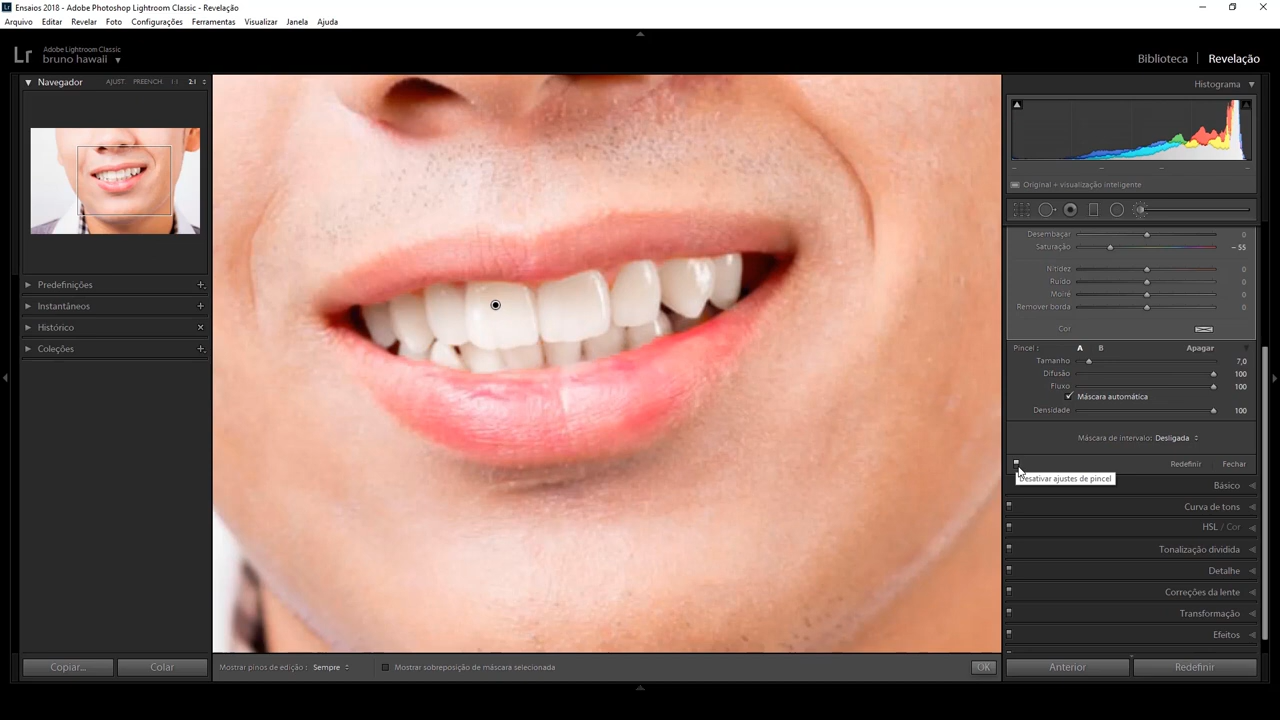 Ensaios 2018 - Adobe Photoshop Lightroom Classic - Revelação
Arquivo Editar Revelar Foto Configurações Ferramentas Visualizar Janela Ajuda
Lr Adobe Lightroom Classic
bruno hawaii
Biblioteca | Revelação
Navegador AJUST PREENCH 1:1 2:1
Predefinições
Instantâneos
Histórico
Coleções
Copiar... Colar
Mostrar pinos de edição : Sempre Mostrar sobreposição de máscara selecionada OK
Histograma
Original + visualização inteligente
Desembaçar 0
Saturação – 55
Nitidez 0
Ruído 0
Moiré 0
Remover borda 0
Cor
Pincel : A B Apagar
Tamanho 7,0
Difusão 100
Fluxo 100
Máscara automática
Densidade 100
Máscara de intervalo: Desligada
Redefinir Fechar
Desativar ajustes de pincel
Básico
Curva de tons
HSL / Cor
Tonalização dividida
Detalhe
Correções da lente
Transformação
Efeitos
Anterior Redefinir